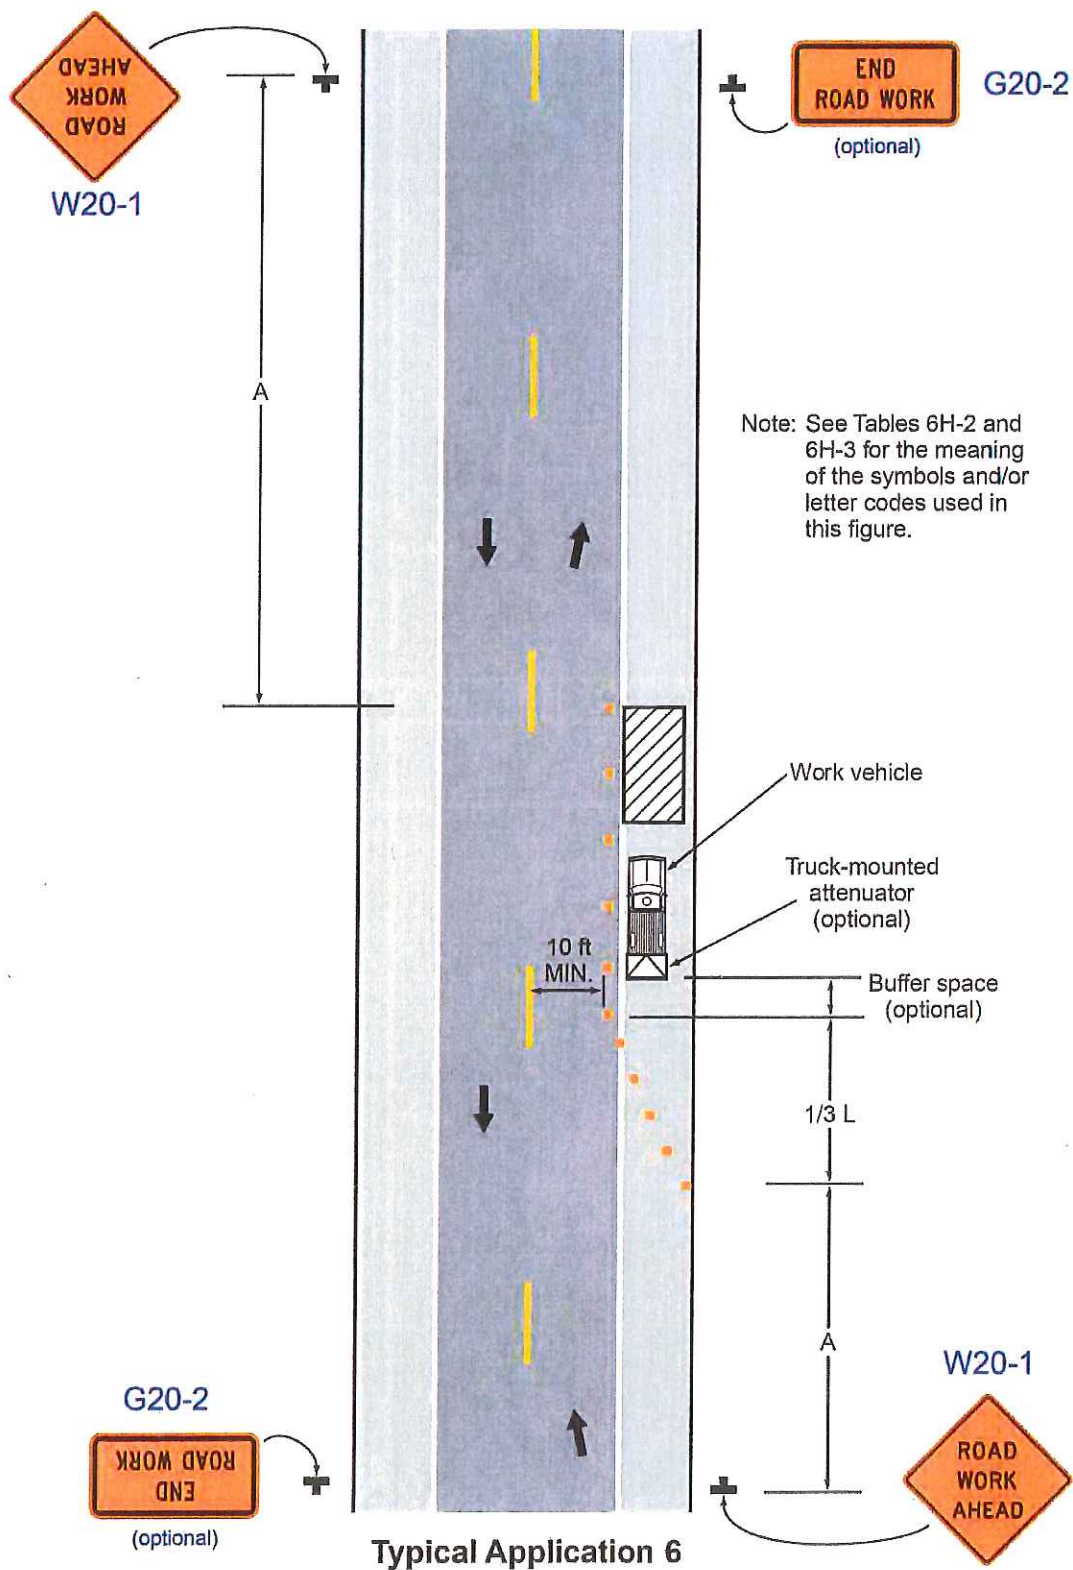 ROAD
WORK
AHEAD
W20-1
END
ROAD WORK
(optional)
G20-2
A
Note: See Tables 6H-2 and
6H-3 for the meaning
of the symbols and/or
letter codes used in
this figure.
Work vehicle
Truck-mounted
attenuator
(optional)
10 ft
MIN.
Buffer space
(optional)
1/3 L
A
G20-2
END
ROAD WORK
(optional)
W20-1
ROAD
WORK
AHEAD
Typical Application 6